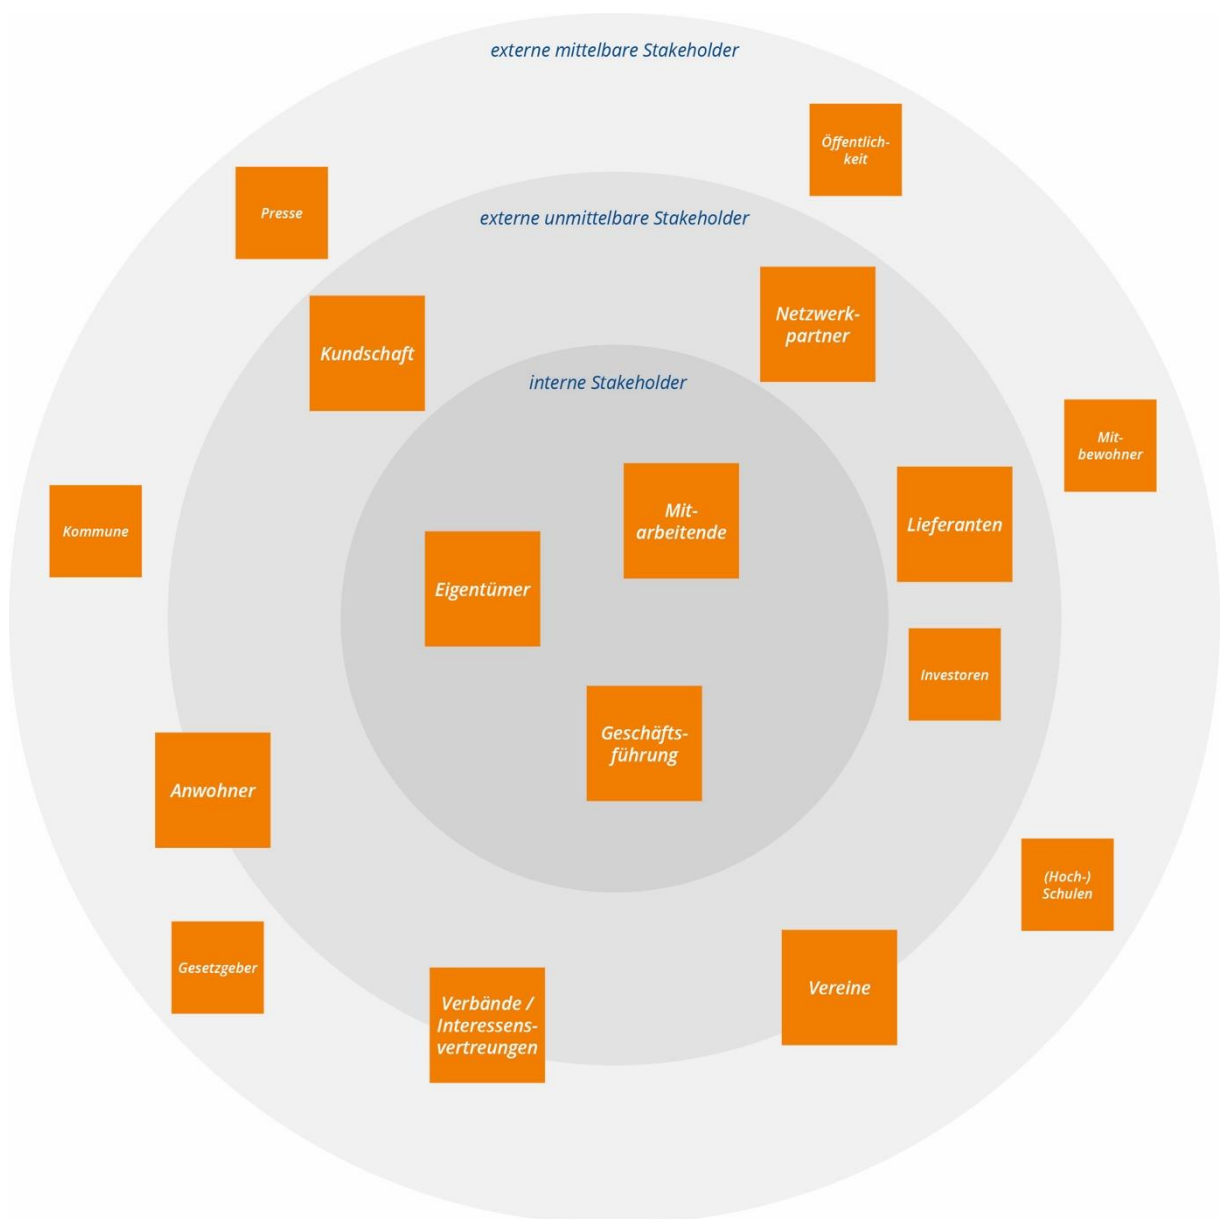 externe mittelbare Stakeholder
Öffentlich-
keit
Presse
externe unmittelbare Stakeholder
Netzwerk-
partner
Kundschaft
interne Stakeholder
Mit-
bewohner
Mit-
arbeitende
Lieferanten
Kommune
Eigentümer
Investoren
Geschäfts-
führung
Anwohner
(Hoch-)
Schulen
Gesetzgeber
Vereine
Verbände /
Interessens-
vertreungen